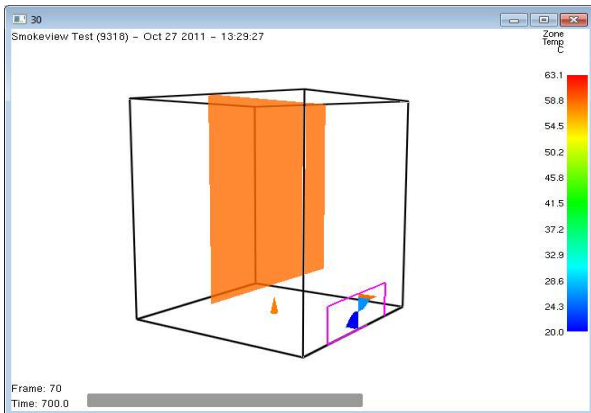 30
Smokeview Test (9318) - Oct 27 2011 - 13:29:27
Zone
Temp
C
63.1
58.8
54.5
50.2
45.8
41.5
37.2
32.9
28.6
24.3
20.0
Frame: 70
Time: 700.0